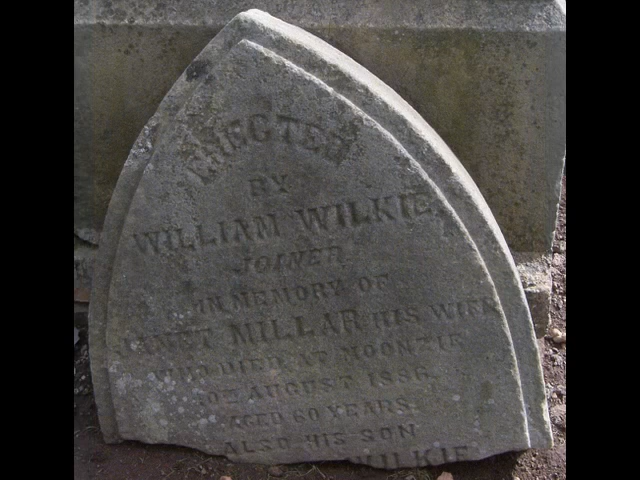 ERECTED
BY
WILLIAM WILKIE
JOINER
IN MEMORY OF
JANET MILLAR HIS WIFE
WHO DIED AT MOONZIE
AUGUST 1886.
AGED 60 YEARS.
ALSO HIS SON
WILKIE